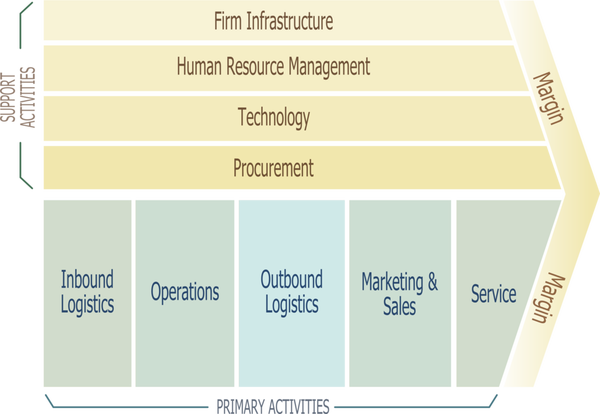 Firm Infrastructure
Human Resource Management
Technology
Procurement
SUPPORT
ACTIVITIES
Margin
Inbound
Logistics
Operations
Outbound
Logistics
Marketing &
Sales
Service
Margin
PRIMARY ACTIVITIES